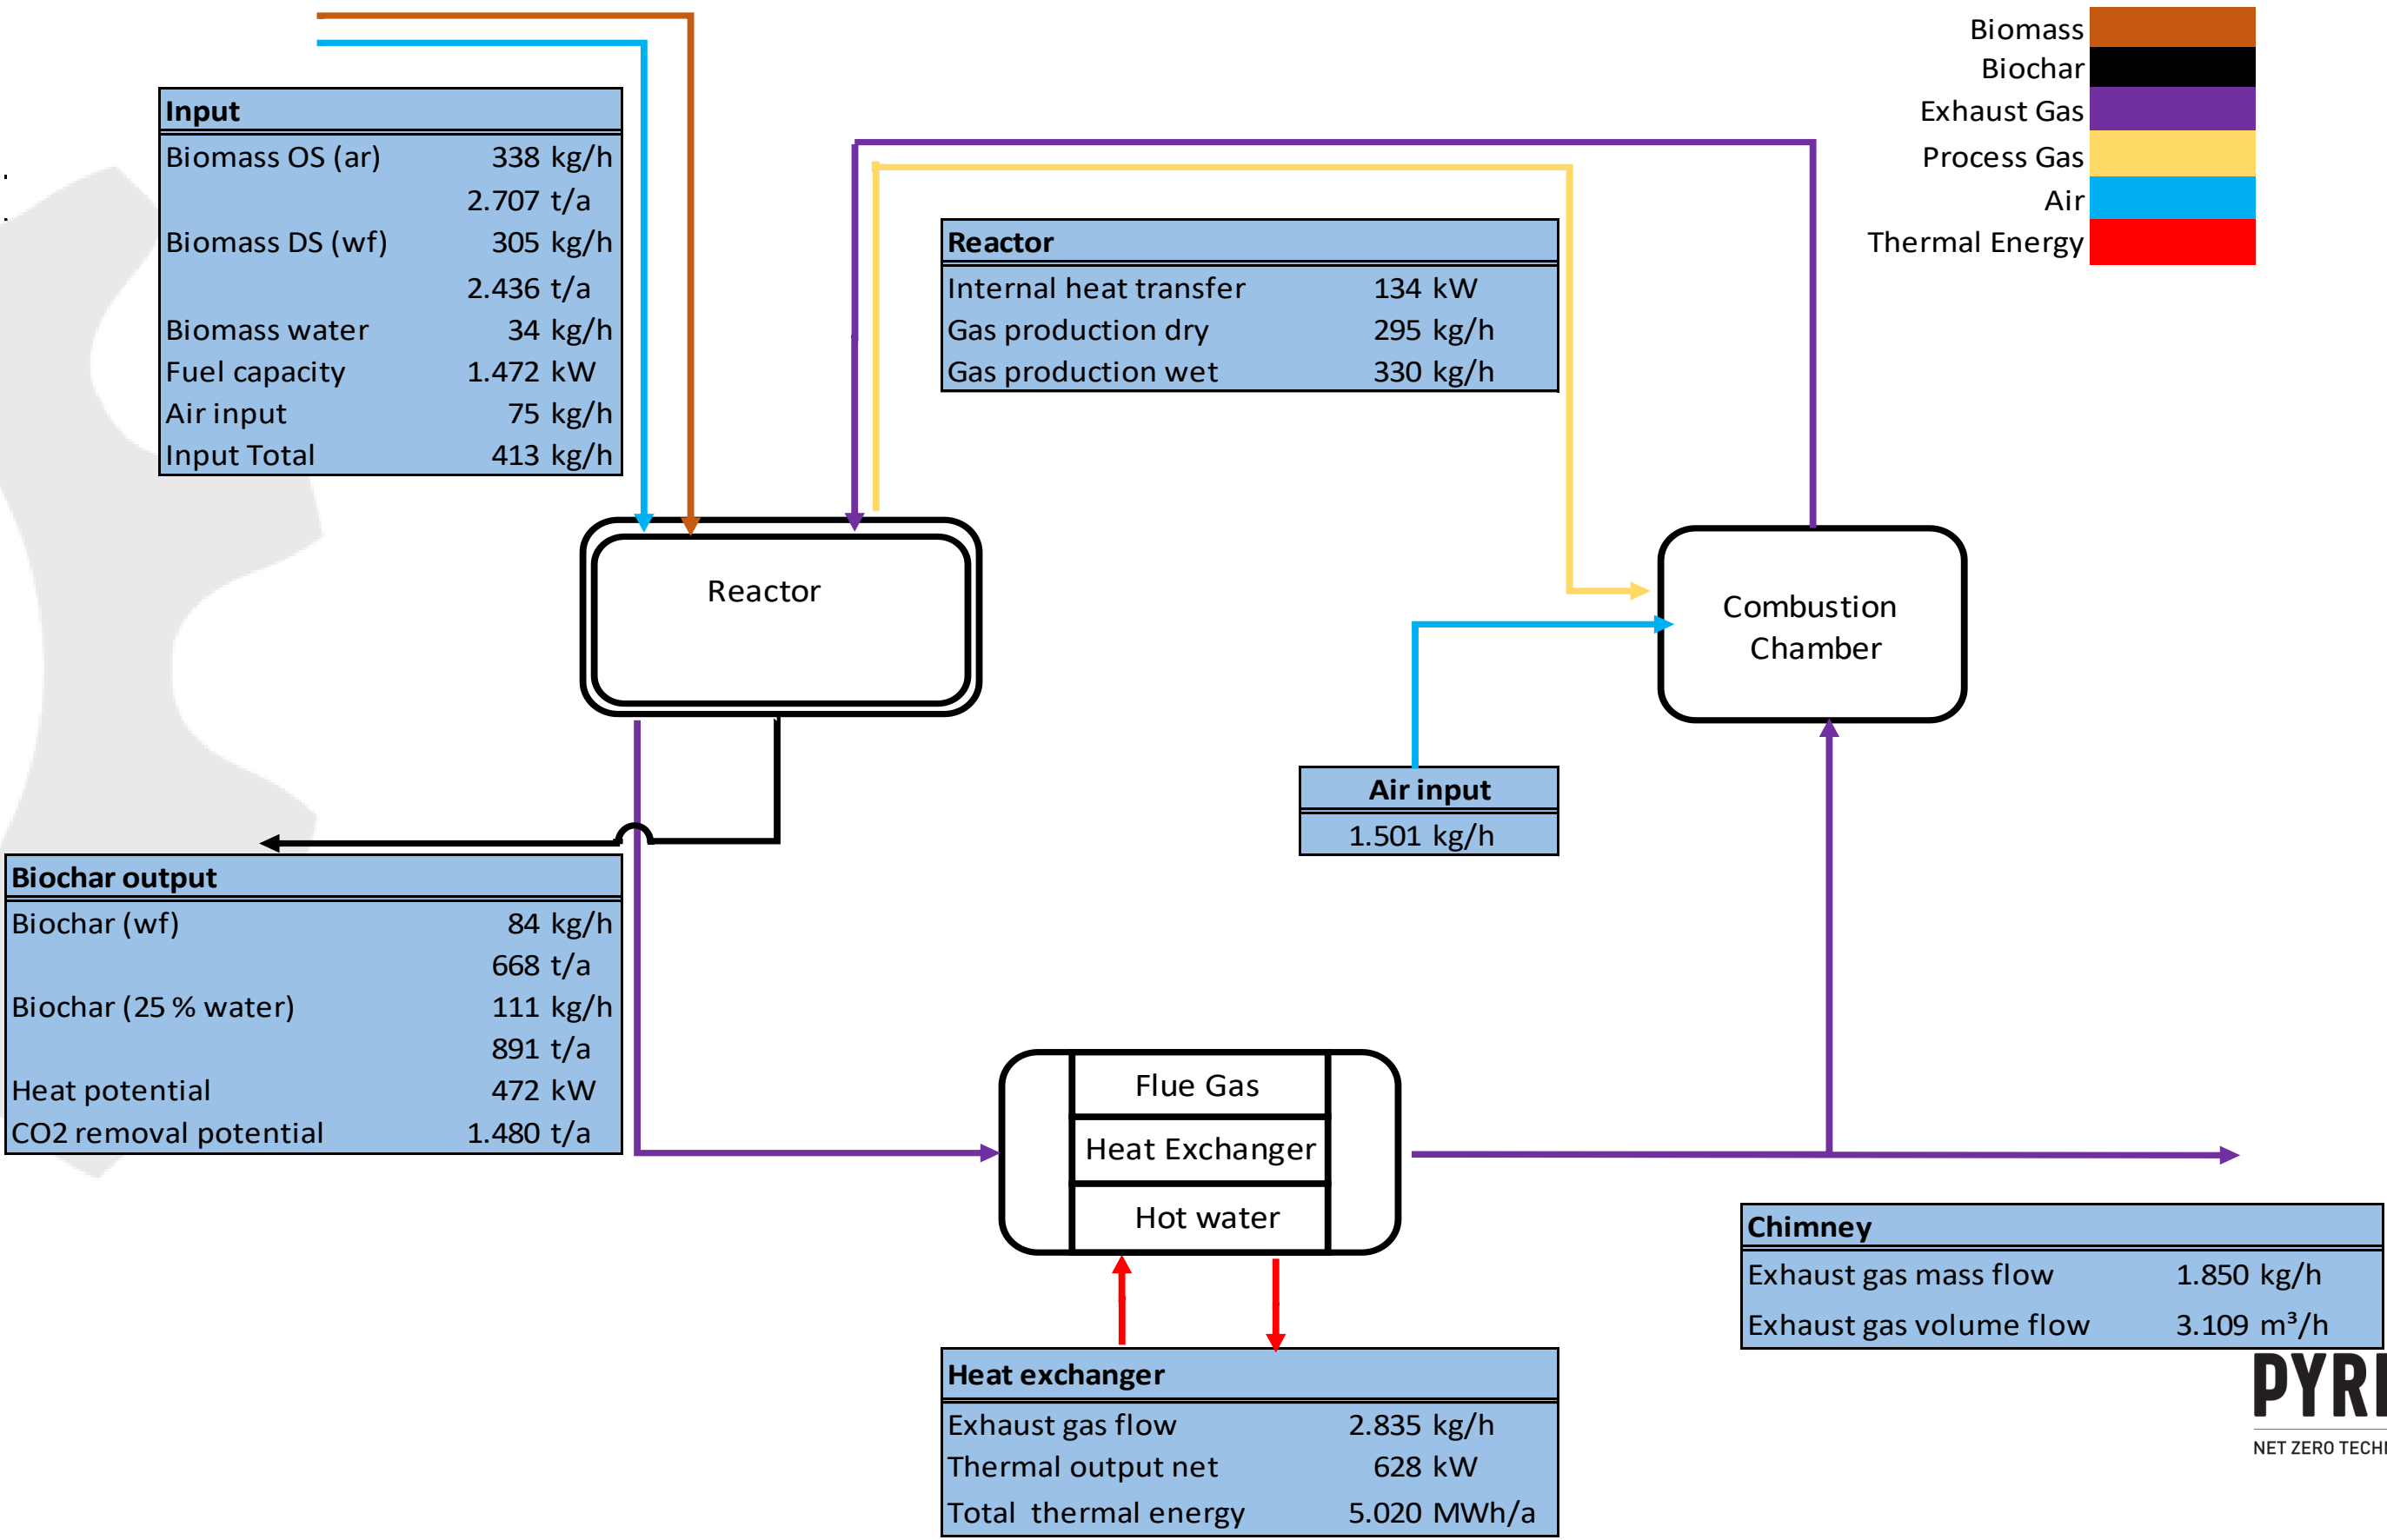 Biomass
Biochar
Exhaust Gas
Process Gas
Air
Thermal Energy
Input
Biomass OS (ar) 338 kg/h
2.707 t/a
Biomass DS (wf) 305 kg/h
2.436 t/a
Biomass water 34 kg/h
Fuel capacity 1.472 kW
Air input 75 kg/h
Input Total 413 kg/h
Reactor
Internal heat transfer 134 kW
Gas production dry 295 kg/h
Gas production wet 330 kg/h
Reactor
Combustion
Chamber
Air input
1.501 kg/h
Biochar output
Biochar (wf) 84 kg/h
668 t/a
Biochar (25 % water) 111 kg/h
891 t/a
Heat potential 472 kW
CO2 removal potential 1.480 t/a
Flue Gas
Heat Exchanger
Hot water
Chimney
Exhaust gas mass flow 1.850 kg/h
Exhaust gas volume flow 3.109 m³/h
Heat exchanger
Exhaust gas flow 2.835 kg/h
Thermal output net 628 kW
Total thermal energy 5.020 MWh/a
NET ZERO